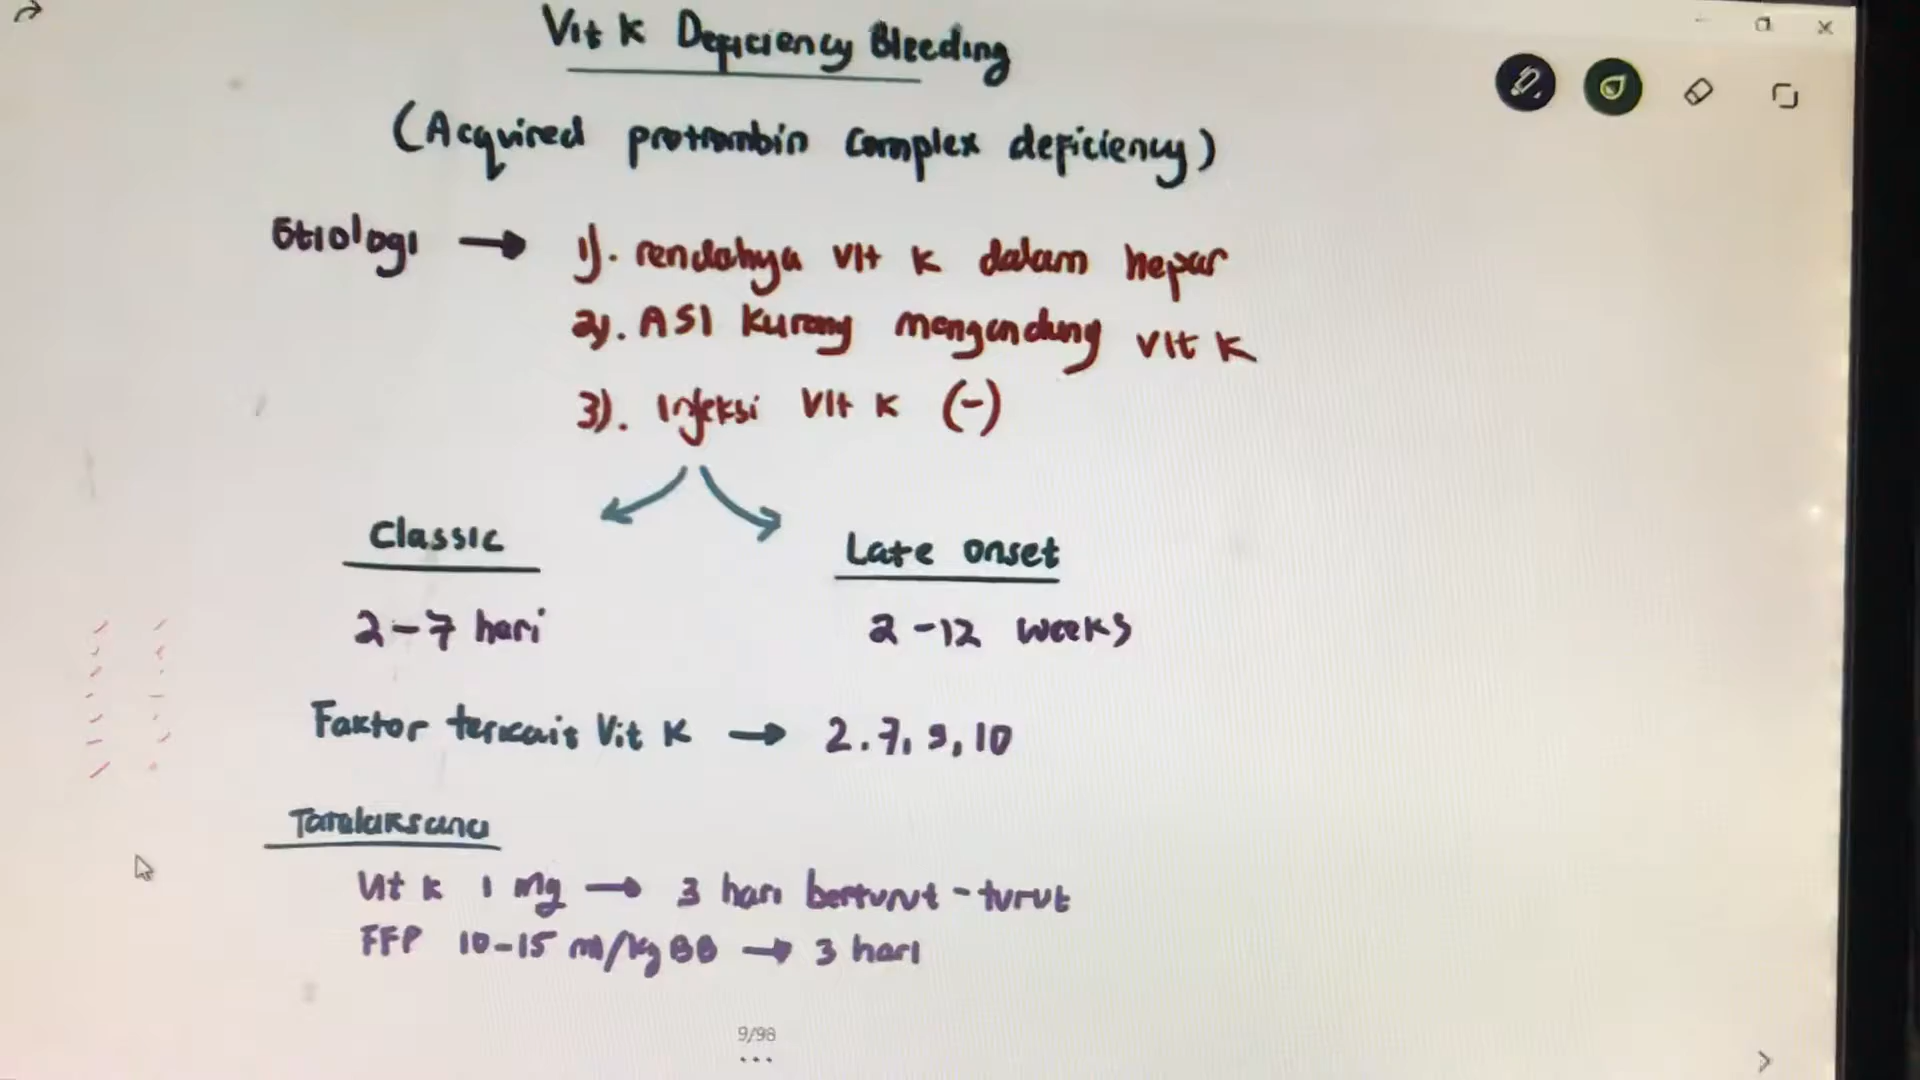 Vit K Deficiency Bleeding
(Acquired protrombin complex deficiency)
Etiologi → 1). rendahya Vit K dalam hepar
2). ASI kurang mengandung Vit K
3). Injeksi Vit K (-)
Classic
Late onset
2-7 hari
2-12 weeks
Faktor terkait Vit K → 2.7, 9, 10
Tatalaksana
Vit K 1 mg → 3 hari berturut-turut
FFP 10-15 ml/kg BB → 3 hari
9/98